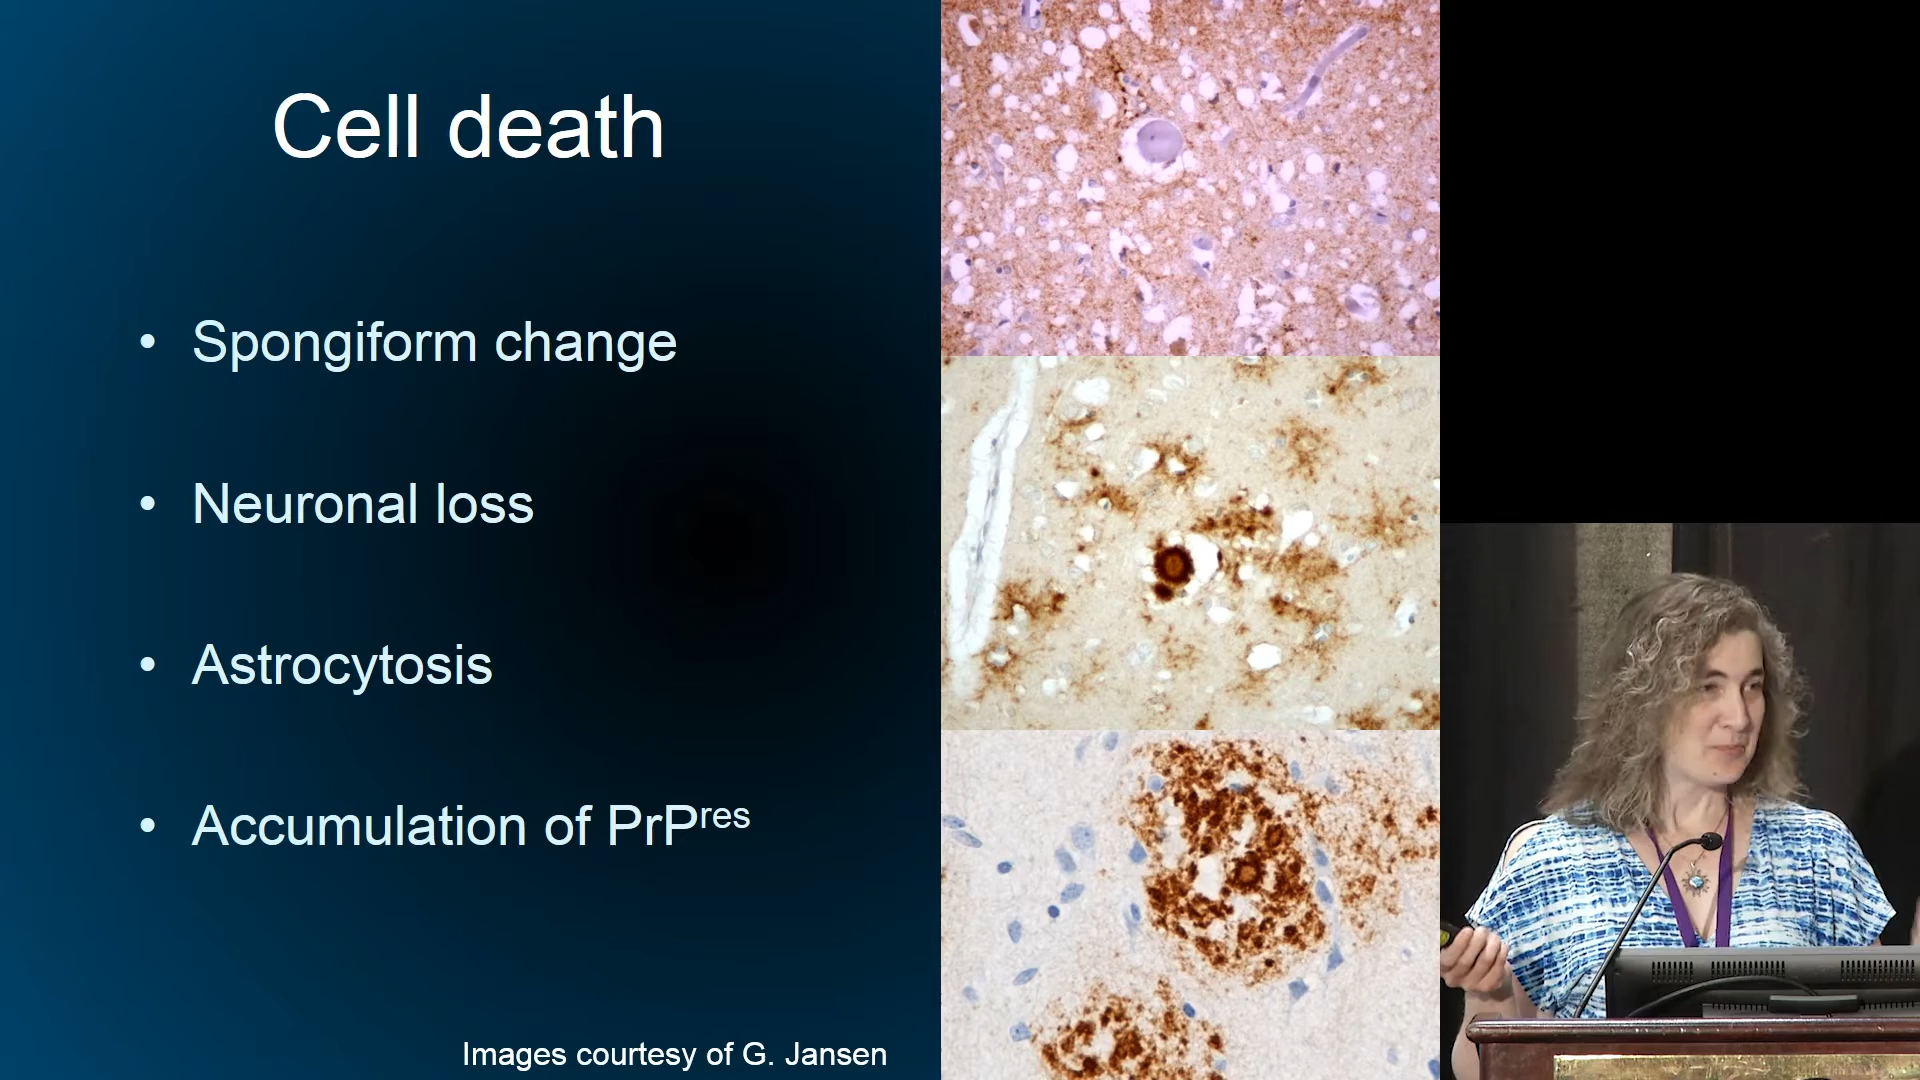 Cell death
• Spongiform change
• Neuronal loss
• Astrocytosis
• Accumulation of PrPres
Images courtesy of G. Jansen